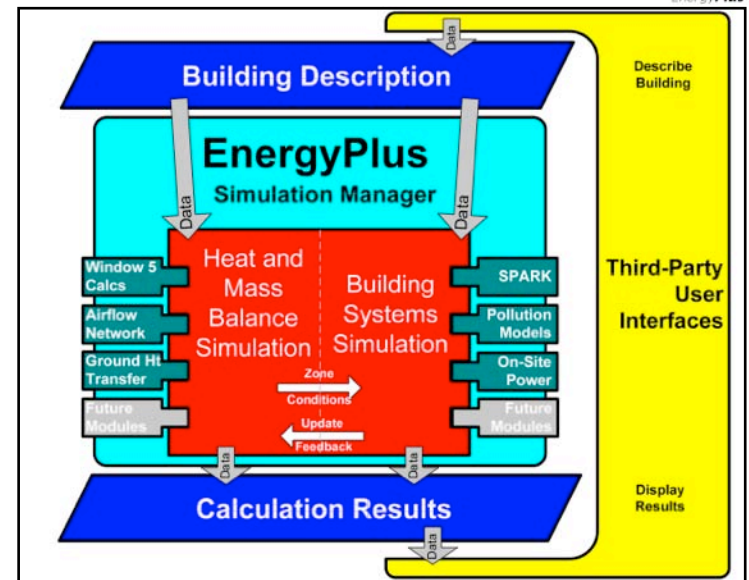 EnergyPlus
Data
Building Description
Describe
Building
EnergyPlus
Simulation Manager
Data
Data
Window 5
Calcs
Airflow
Network
Ground Ht
Transfer
Future
Modules
Heat and
Mass
Balance
Simulation
Building
Systems
Simulation
Zone
Conditions
Update
Feedback
SPARK
Pollution
Models
On-Site
Power
Future
Modules
Third-Party
User
Interfaces
Data
Data
Calculation Results
Display
Results
Data